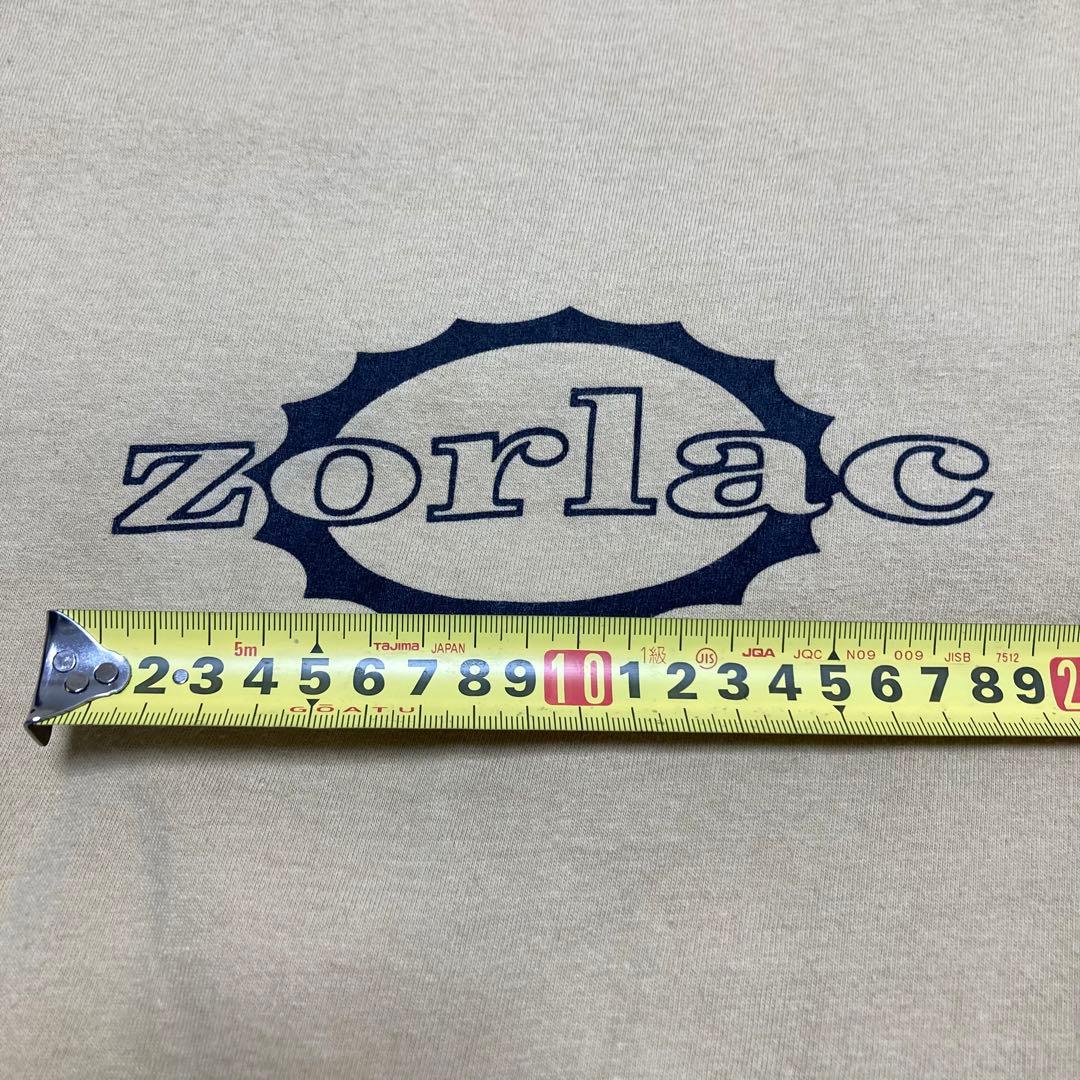 zorlac
5m Tajima JAPAN 1級 JIS JQA JQC N09 009 JISB 7512
2 3 4 5 6 7 8 9 10 1 2 3 4 5 6 7 8 9 2
GŌATU